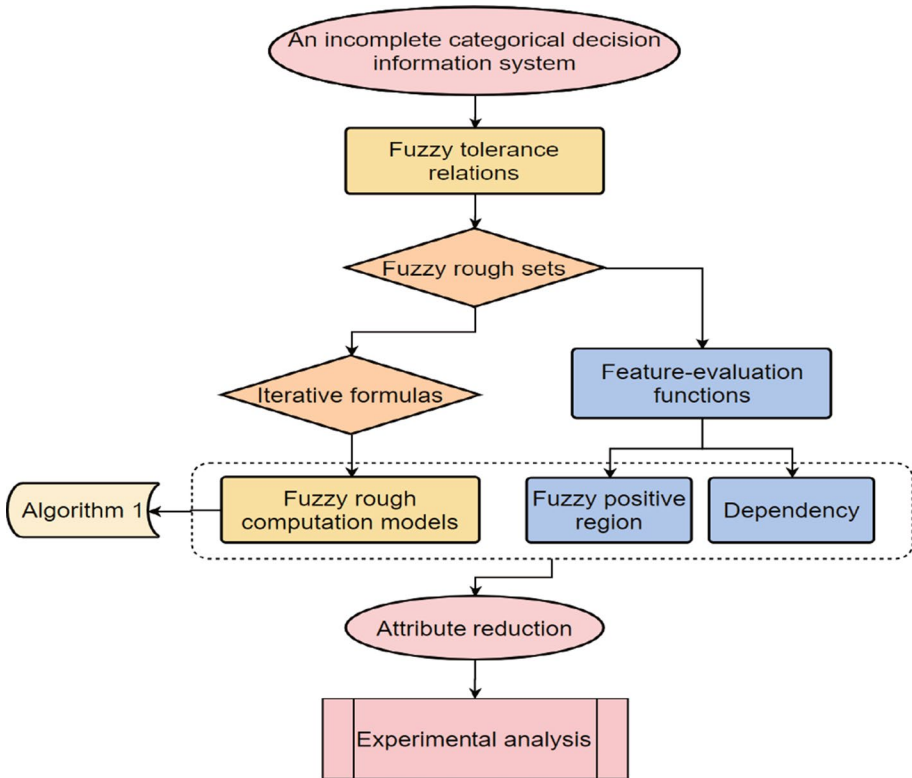 An incomplete categorical decision
information system
Fuzzy tolerance
relations
Fuzzy rough sets
Iterative formulas
Feature-evaluation
functions
Algorithm 1
Fuzzy rough
computation models
Fuzzy positive
region
Dependency
Attribute reduction
Experimental analysis